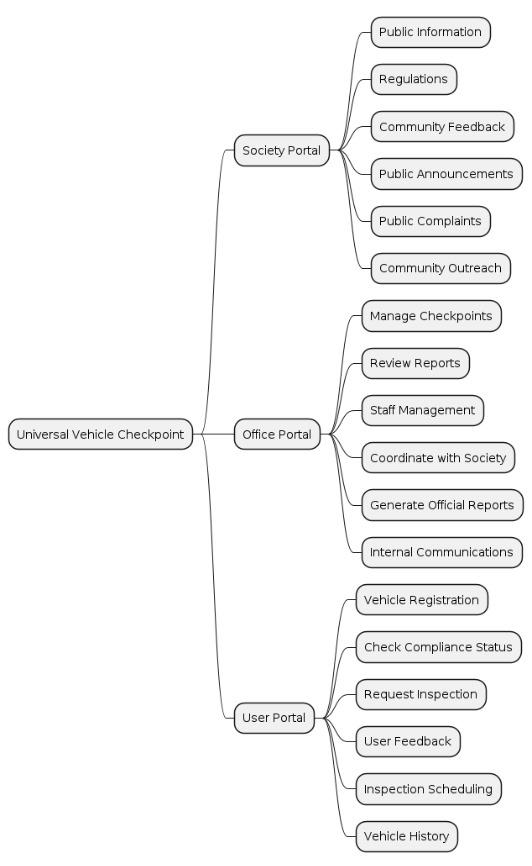 Universal Vehicle Checkpoint
Society Portal
Public Information
Regulations
Community Feedback
Public Announcements
Public Complaints
Community Outreach
Office Portal
Manage Checkpoints
Review Reports
Staff Management
Coordinate with Society
Generate Official Reports
Internal Communications
User Portal
Vehicle Registration
Check Compliance Status
Request Inspection
User Feedback
Inspection Scheduling
Vehicle History